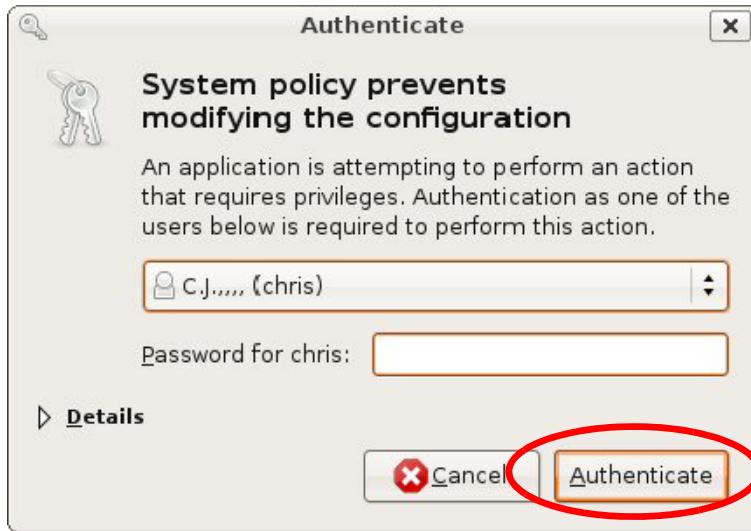 Authenticate
System policy prevents
modifying the configuration
An application is attempting to perform an action
that requires privileges. Authentication as one of the
users below is required to perform this action.
C.J.,,,, (chris)
Password for chris:
Details
Cancel Authenticate